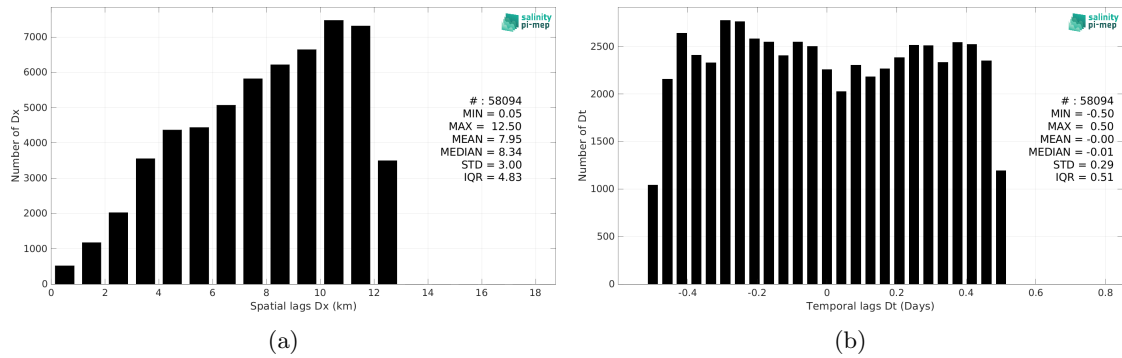 salinity
pi-mep
7000
6000
5000
4000
3000
2000
1000
0
Number of Dx
# : 58094
MIN = 0.05
MAX = 12.50
MEAN = 7.95
MEDIAN = 8.34
STD = 3.00
IQR = 4.83
0 2 4 6 8 10 12 14 16 18
Spatial lags Dx (km)
(a)
salinity
pi-mep
2500
2000
1500
1000
500
0
Number of Dt
# : 58094
MIN = -0.50
MAX = 0.50
MEAN = -0.00
MEDIAN = -0.01
STD = 0.29
IQR = 0.51
-0.4 -0.2 0 0.2 0.4 0.6 0.8
Temporal lags Dt (Days)
(b)